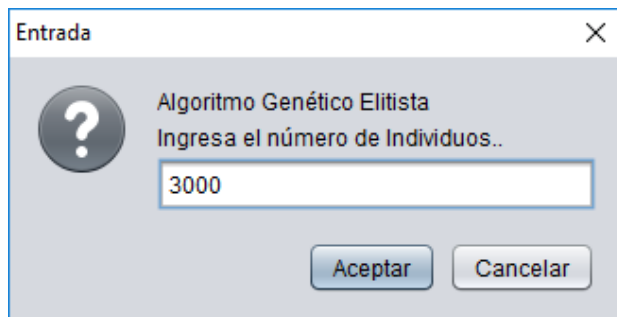 Entrada
Algoritmo Genético Elitista
Ingresa el número de Individuos..
3000
Aceptar
Cancelar